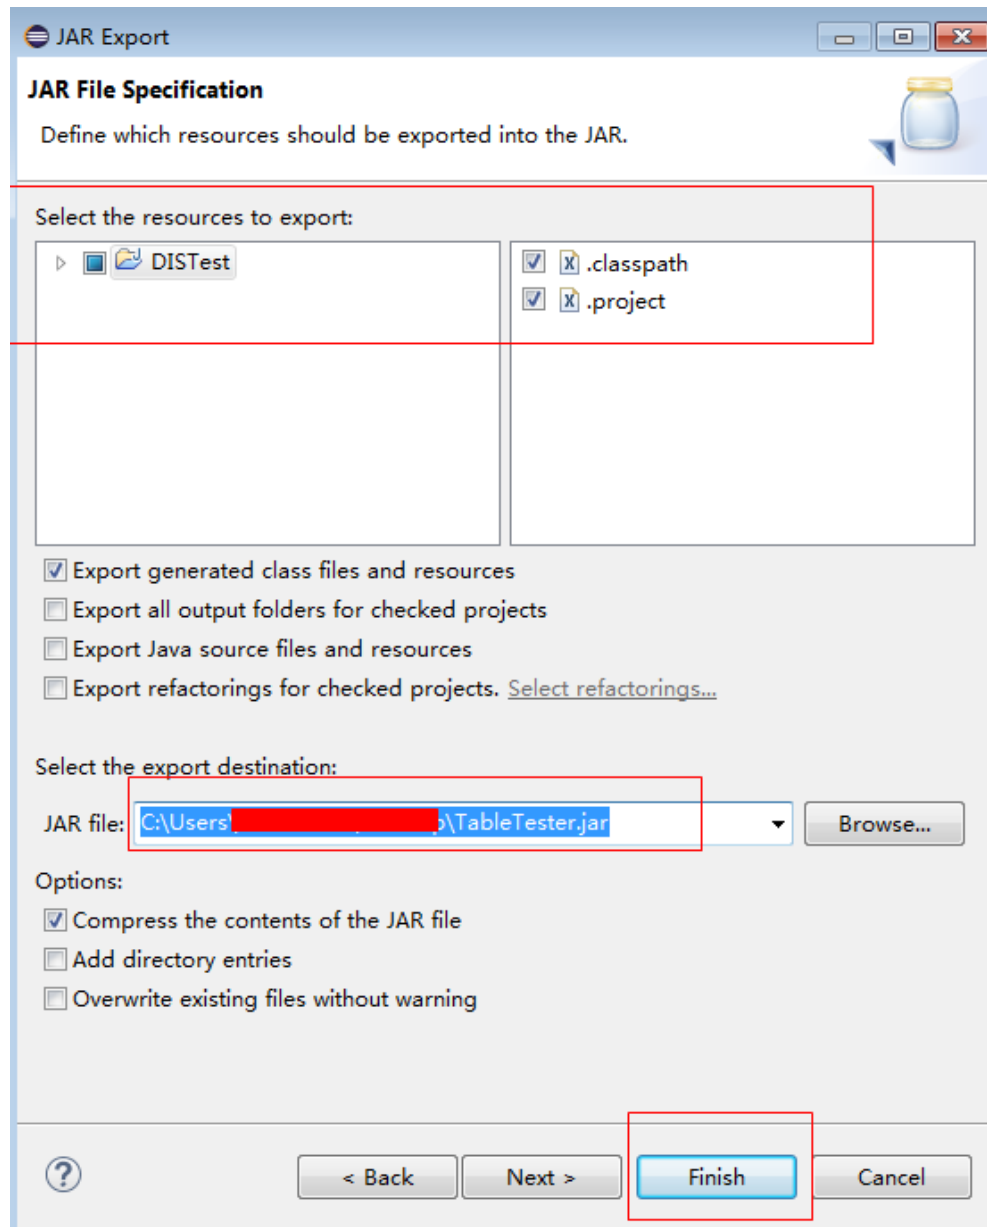 JAR Export
JAR File Specification
Define which resources should be exported into the JAR.
Select the resources to export:
DISTest
.classpath
.project
Export generated class files and resources
Export all output folders for checked projects
Export Java source files and resources
Export refactorings for checked projects. Select refactorings...
Select the export destination:
JAR file: C:\Users\ p\TableTester.jar Browse...
Options:
Compress the contents of the JAR file
Add directory entries
Overwrite existing files without warning
? < Back Next > Finish Cancel